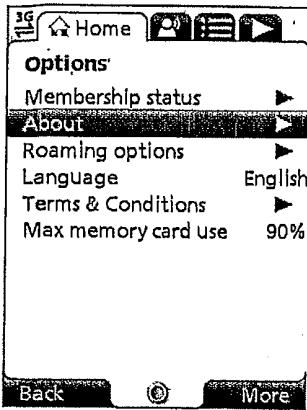 3G
Home
Options
Membership status
About
Roaming options
Language English
Terms & Conditions
Max memory card use 90%
Back More